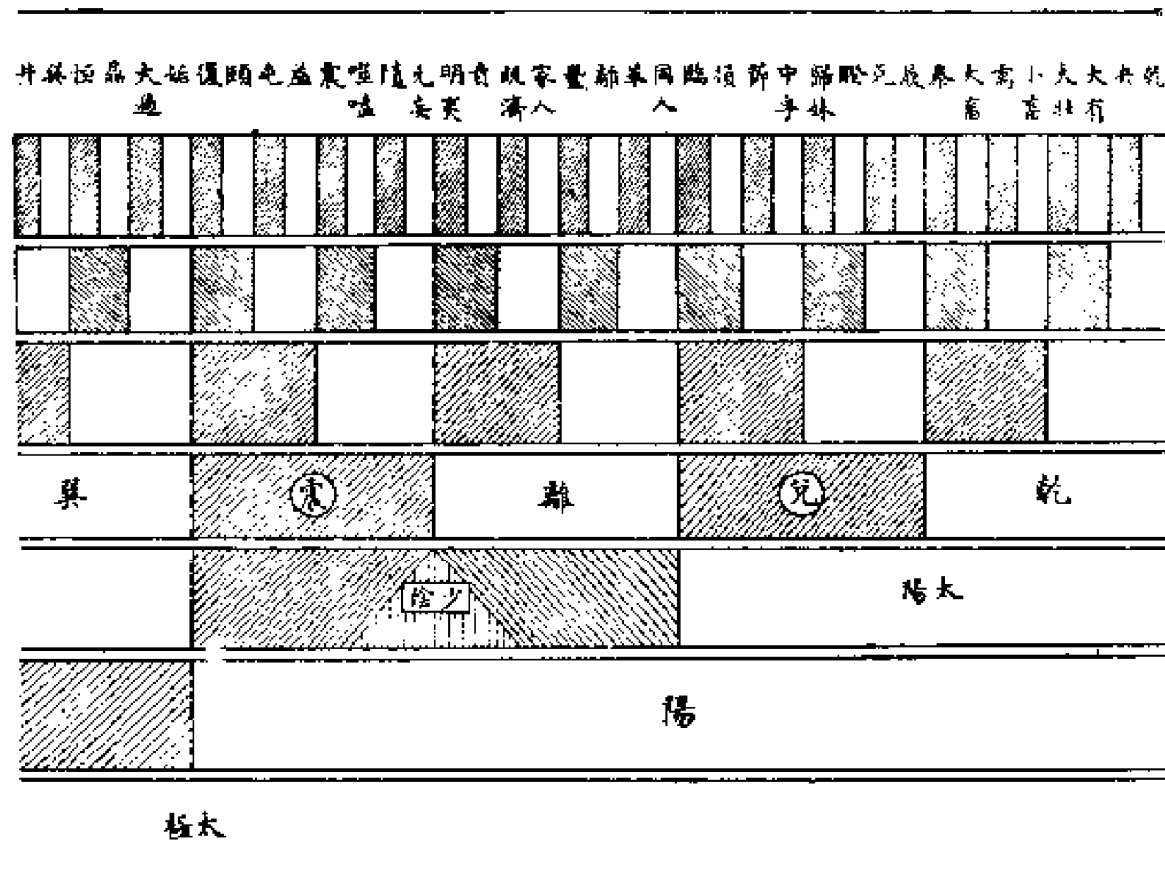 乾 夬 大有 大壯 小畜 需 大畜 泰 履 兌 睽 歸妹 中孚 節 損 臨 同人 革 離 豐 家人 既濟 賁 明夷 无妄 隨 噬嗑 震 益 屯 頤 復 姤 大過 鼎 恒 巽 井
乾 兌 離 震 巽
太陽 少陰
陽
太極